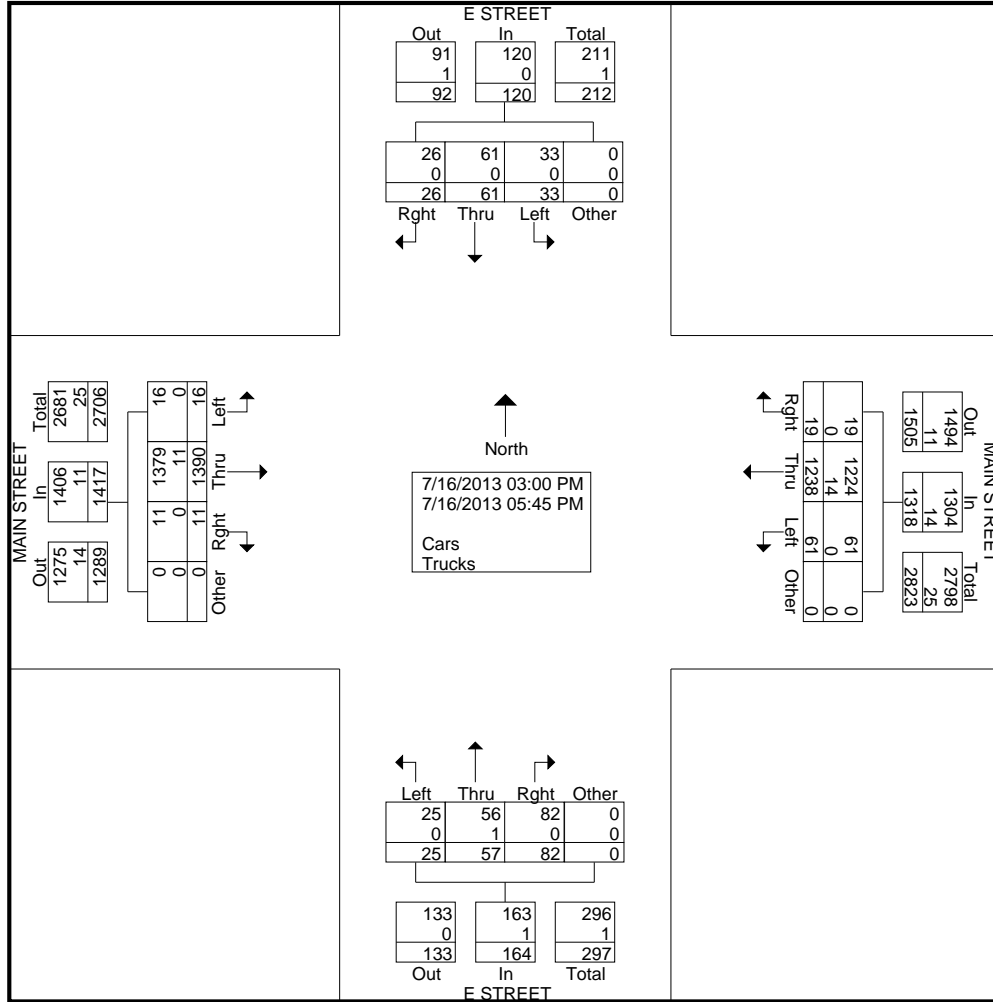 E STREET
Out In Total
91 120 211
1 0 1
92 120 212
26 61 33 0
0 0 0 0
26 61 33 0
Rght Thru Left Other
MAIN STREET
Total In Out
2681 1406 1275
25 11 14
2706 1417 1289
16 1379 11 0
0 11 0 0
16 1390 11 0
Left Thru Rght Other
North
7/16/2013 03:00 PM
7/16/2013 05:45 PM
Cars
Trucks
Rght Thru Left Other
19 1238 61 0
0 14 0 0
19 1224 61 0
Out In Total
1505 1318 2823
11 14 25
1494 1304 2798
MAIN STREET
Left Thru Rght Other
25 56 82 0
0 1 0 0
25 57 82 0
133 163 296
0 1 1
133 164 297
Out In Total
E STREET